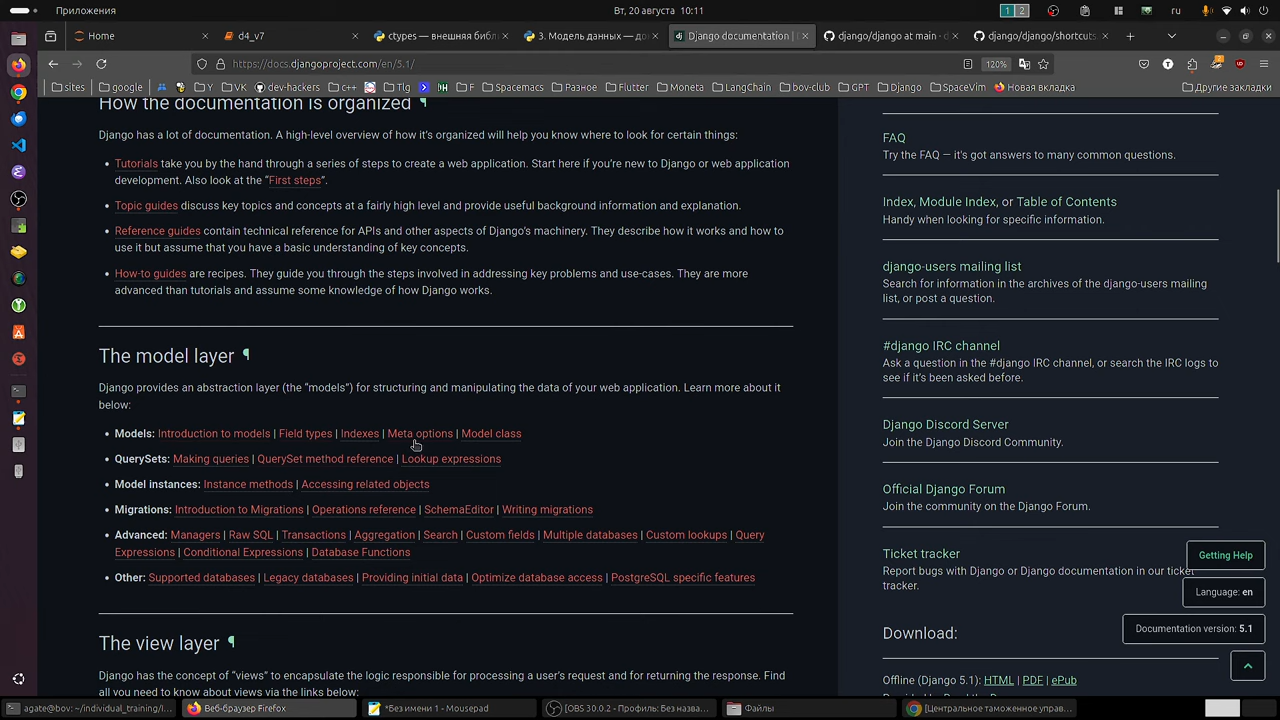 Приложения
Вт, 20 августа 10:11
ru
Home
d4_v7
ctypes — внешняя биб
3. Модель данных — до
Django documentation |
django/django at main · d
django/django/shortcuts
https://docs.djangoproject.com/en/5.1/
120%
sites google Y VK dev-hackers c++ Tlg F Spacemacs Разное Flutter Moneta LangChain bov-club GPT Django SpaceVim Новая вкладка Другие закладки
How the documentation is organized ¶
Django has a lot of documentation. A high-level overview of how it's organized will help you know where to look for certain things:
• Tutorials take you by the hand through a series of steps to create a web application. Start here if you're new to Django or web application
development. Also look at the “First steps”.
• Topic guides discuss key topics and concepts at a fairly high level and provide useful background information and explanation.
• Reference guides contain technical reference for APIs and other aspects of Django's machinery. They describe how it works and how to
use it but assume that you have a basic understanding of key concepts.
• How-to guides are recipes. They guide you through the steps involved in addressing key problems and use-cases. They are more
advanced than tutorials and assume some knowledge of how Django works.
The model layer ¶
Django provides an abstraction layer (the “models”) for structuring and manipulating the data of your web application. Learn more about it
below:
• Models: Introduction to models | Field types | Indexes | Meta options | Model class
• QuerySets: Making queries | QuerySet method reference | Lookup expressions
• Model instances: Instance methods | Accessing related objects
• Migrations: Introduction to Migrations | Operations reference | SchemaEditor | Writing migrations
• Advanced: Managers | Raw SQL | Transactions | Aggregation | Search | Custom fields | Multiple databases | Custom lookups | Query
Expressions | Conditional Expressions | Database Functions
• Other: Supported databases | Legacy databases | Providing initial data | Optimize database access | PostgreSQL specific features
The view layer ¶
Django has the concept of “views” to encapsulate the logic responsible for processing a user's request and for returning the response. Find
all you need to know about views via the links below:
FAQ
Try the FAQ — it's got answers to many common questions.
Index, Module Index, or Table of Contents
Handy when looking for specific information.
django-users mailing list
Search for information in the archives of the django-users mailing
list, or post a question.
#django IRC channel
Ask a question in the #django IRC channel, or search the IRC logs to
see if it's been asked before.
Django Discord Server
Join the Django Discord Community.
Official Django Forum
Join the community on the Django Forum.
Ticket tracker
Report bugs with Django or Django documentation in our ticket
tracker.
Getting Help
Language: en
Documentation version: 5.1
Download:
Offline (Django 5.1): HTML | PDF | ePub
agate@bov: ~/individual_training/l...
Веб-браузер Firefox
*Без имени 1 - Mousepad
[OBS 30.0.2 - Профиль: Без назва...
Файлы
[Центральное таможенное управ...